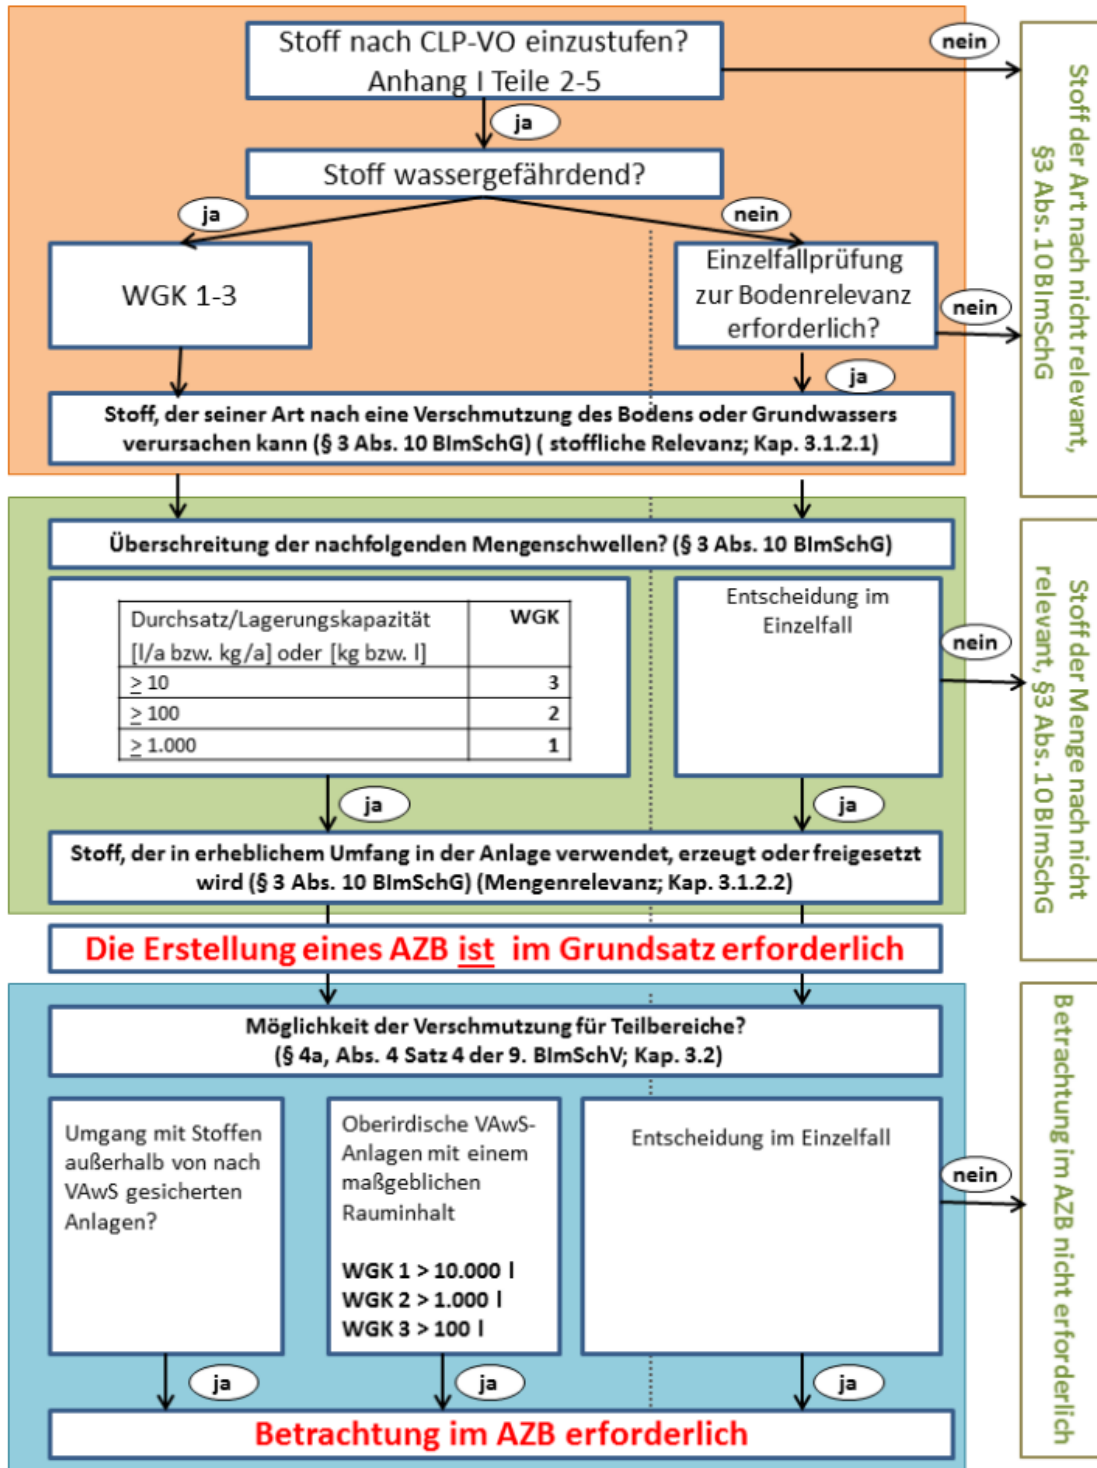 Stoff nach CLP-VO einzustufen?
Anhang I Teile 2-5
nein
ja
Stoff wassergefährdend?
ja
nein
WGK 1-3
Einzelfallprüfung
zur Bodenrelevanz
erforderlich?
nein
ja
Stoff der Art nach nicht relevant,
§3 Abs. 10 BImSchG
Stoff, der seiner Art nach eine Verschmutzung des Bodens oder Grundwassers
verursachen kann (§ 3 Abs. 10 BImSchG) ( stoffliche Relevanz; Kap. 3.1.2.1)
Überschreitung der nachfolgenden Mengenschwellen? (§ 3 Abs. 10 BImSchG)
Durchsatz/Lagerungskapazität WGK
[l/a bzw. kg/a] oder [kg bzw. l]
≥ 10 3
≥ 100 2
≥ 1.000 1
Entscheidung im
Einzelfall
nein
ja
ja
Stoff der Menge nach nicht
relevant, §3 Abs. 10 BImSchG
Stoff, der in erheblichem Umfang in der Anlage verwendet, erzeugt oder freigesetzt
wird (§ 3 Abs. 10 BImSchG) (Mengenrelevanz; Kap. 3.1.2.2)
Die Erstellung eines AZB ist im Grundsatz erforderlich
Möglichkeit der Verschmutzung für Teilbereiche?
(§ 4a, Abs. 4 Satz 4 der 9. BImSchV; Kap. 3.2)
Umgang mit Stoffen
außerhalb von nach
VAwS gesicherten
Anlagen?
Oberirdische VAwS-
Anlagen mit einem
maßgeblichen
Rauminhalt
WGK 1 > 10.000 l
WGK 2 > 1.000 l
WGK 3 > 100 l
Entscheidung im Einzelfall
nein
ja
ja
ja
Betrachtung im AZB nicht erforderlich
Betrachtung im AZB erforderlich